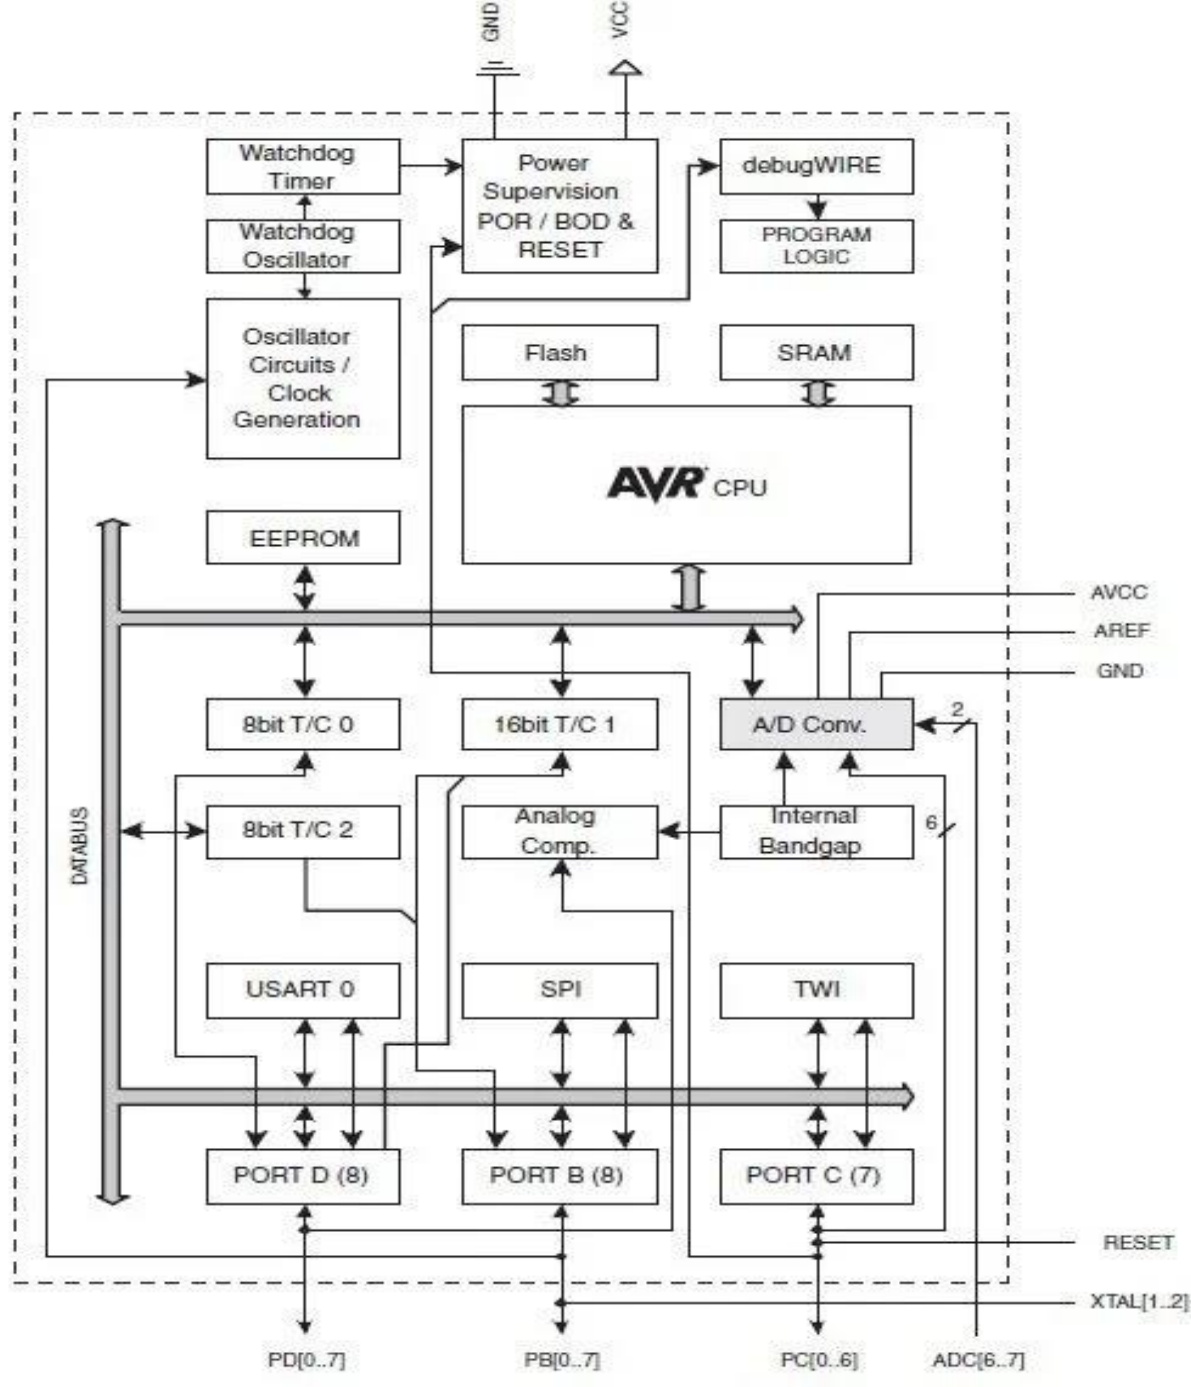 GND
VCC
Watchdog
Timer
Power
Supervision
POR / BOD &
RESET
debugWIRE
Watchdog
Oscillator
PROGRAM
LOGIC
Oscillator
Circuits /
Clock
Generation
Flash
SRAM
AVR CPU
EEPROM
AVCC
AREF
GND
8bit T/C 0
16bit T/C 1
A/D Conv.
2
DATABUS
8bit T/C 2
Analog
Comp.
Internal
Bandgap
6
USART 0
SPI
TWI
PORT D (8)
PORT B (8)
PORT C (7)
RESET
XTAL[1..2]
PD[0..7]
PB[0..7]
PC[0..6]
ADC[6..7]